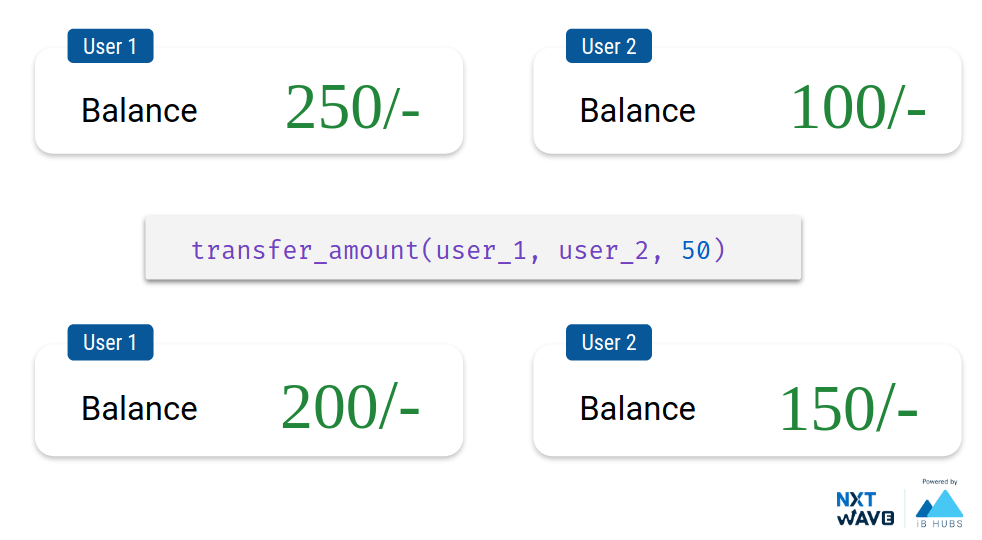 User 1
User 2
Balance 250/-
Balance 100/-
transfer_amount(user_1, user_2, 50)
User 1
User 2
Balance 200/-
Balance 150/-
Powered by
NXT
WAVE
iB HUBS